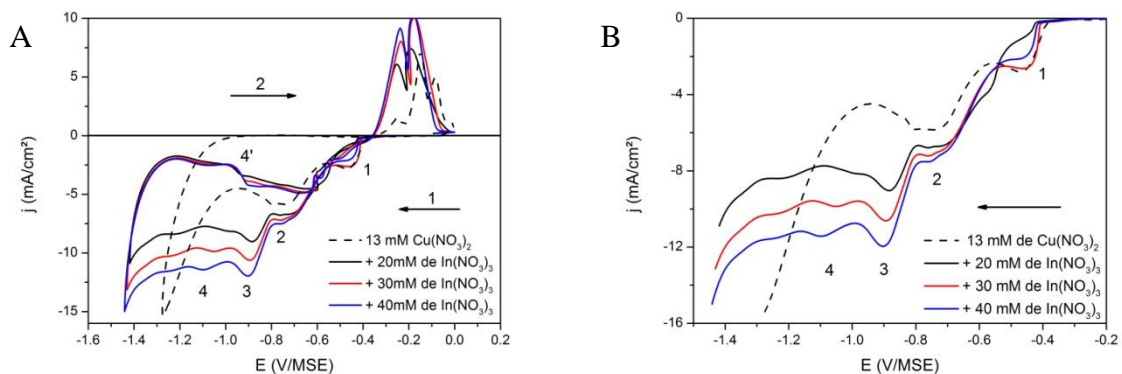 A
10
5
0
-5
-10
-15
j (mA/cm²)
2
4'
1
1
2
4
3
13 mM Cu(NO₃)₂
+ 20mM de In(NO₃)₃
+ 30mM de In(NO₃)₃
+ 40mM de In(NO₃)₃
-1.6 -1.4 -1.2 -1.0 -0.8 -0.6 -0.4 -0.2 0.0
E (V/MSE)
B
0
-4
-8
-12
-16
j (mA/cm²)
1
2
4
3
13 mM de Cu(NO₃)₂
+ 20 mM de In(NO₃)₃
+ 30 mM de In(NO₃)₃
+ 40 mM de In(NO₃)₃
-1.6 -1.4 -1.2 -1.0 -0.8 -0.6 -0.4 -0.2
E (V/MSE)